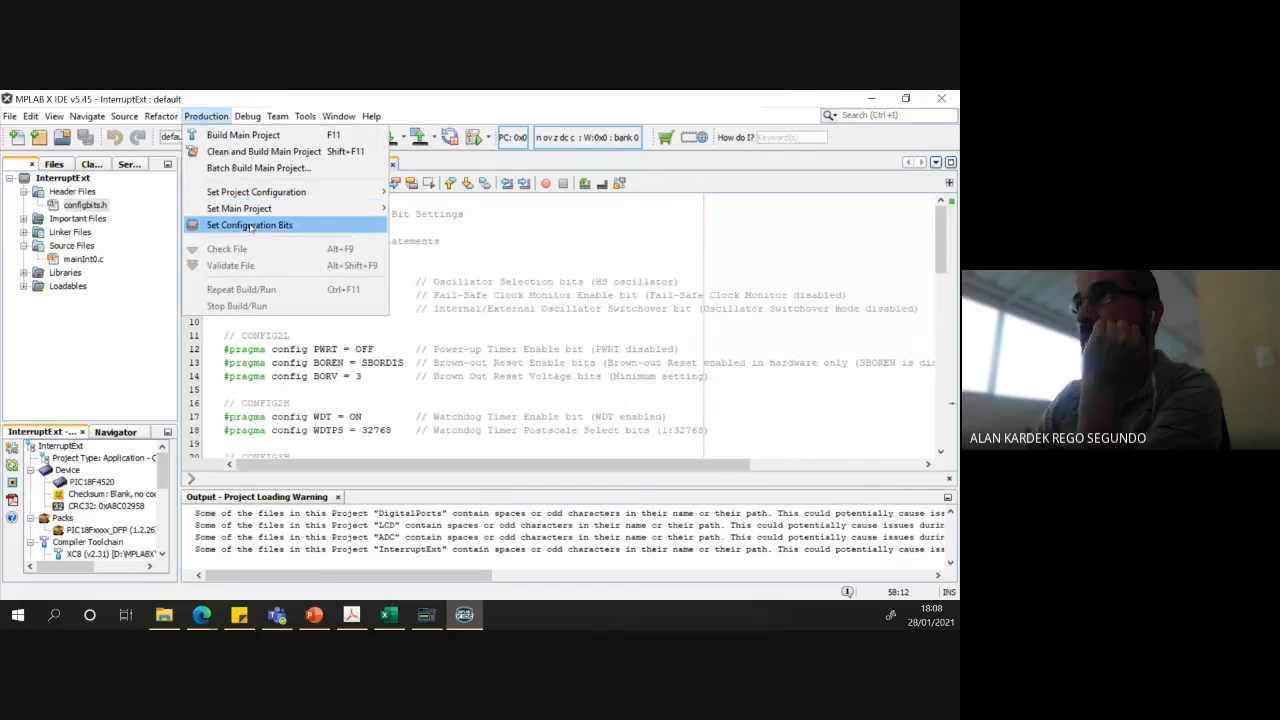 MPLAB X IDE v5.45 - InterruptExt : default
File Edit View Navigate Source Refactor Production Debug Team Tools Window Help
Search (Ctrl+I)
defau
PC: 0x0
n ov z dc c : W:0x0 : bank 0
How do I?
Keyword(s)
Build Main Project F11
Clean and Build Main Project Shift+F11
Batch Build Main Project...
Set Project Configuration
Set Main Project
Set Configuration Bits
Check File Alt+F9
Validate File Alt+Shift+F9
Repeat Build/Run Ctrl+F11
Stop Build/Run
Files Cla... Ser...
InterruptExt
Header Files
configbits.h
Important Files
Linker Files
Source Files
mainInt0.c
Libraries
Loadables
Bit Settings
atements
// Oscillator Selection bits (HS oscillator)
// Fail-Safe Clock Monitor Enable bit (Fail-Safe Clock Monitor disabled)
// Internal/External Oscillator Switchover bit (Oscillator Switchover mode disabled)
10
11 // CONFIG2L
12 #pragma config PWRT = OFF // Power-up Timer Enable bit (PWRT disabled)
13 #pragma config BOREN = SBORDIS // Brown-out Reset Enable bits (Brown-out Reset enabled in hardware only (SBOREN is dis
14 #pragma config BORV = 3 // Brown Out Reset Voltage bits (Minimum setting)
15
16 // CONFIG2H
17 #pragma config WDT = ON // Watchdog Timer Enable bit (WDT enabled)
18 #pragma config WDTPS = 32768 // Watchdog Timer Postscale Select bits (1:32768)
19
20 // CONFIG3H
InterruptExt -... Navigator
InterruptExt
Project Type: Application - C
Device
PIC18F4520
Checksum: Blank, no co
CRC32: 0xA8C02958
Packs
PIC18Fxxxx_DFP (1.2.26
Compiler Toolchain
XC8 (v2.31) [D:\MPLABX
Output - Project Loading Warning
Some of the files in this Project "DigitalPorts" contain spaces or odd characters in their name or their path. This could potentially cause iss
Some of the files in this Project "LCD" contain spaces or odd characters in their name or their path. This could potentially cause issues durin
Some of the files in this Project "ADC" contain spaces or odd characters in their name or their path. This could potentially cause issues durin
Some of the files in this Project "InterruptExt" contain spaces or odd characters in their name or their path. This could potentially cause iss
58:12 INS
18:08
28/01/2021
ALAN KARDEK REGO SEGUNDO